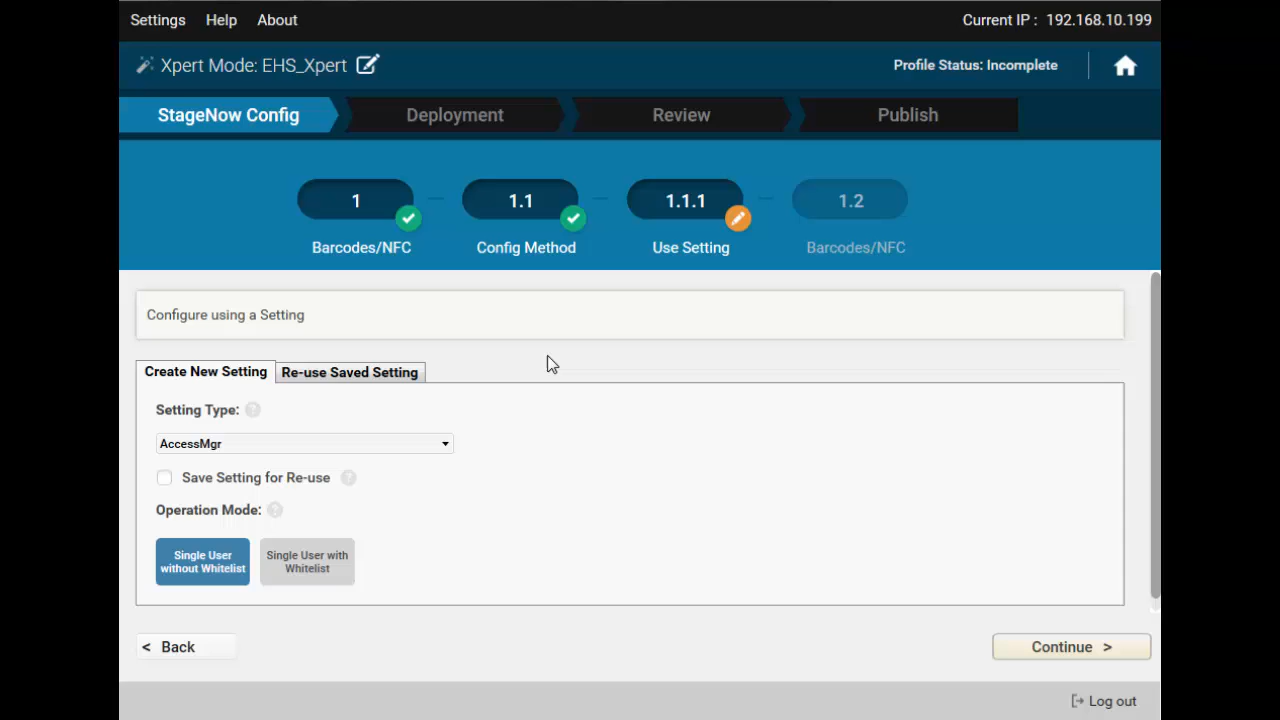 Settings Help About Current IP : 192.168.10.199
Xpert Mode: EHS_Xpert Profile Status: Incomplete
StageNow Config Deployment Review Publish
1 1.1 1.1.1 1.2
Barcodes/NFC Config Method Use Setting Barcodes/NFC
Configure using a Setting
Create New Setting Re-use Saved Setting
Setting Type: ?
AccessMgr
Save Setting for Re-use ?
Operation Mode: ?
Single User without Whitelist
Single User with Whitelist
< Back Continue >
Log out